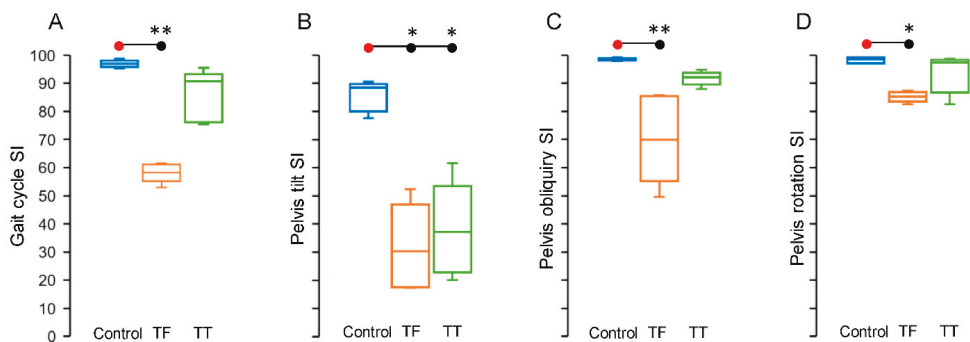 A
**
Gait cycle SI
100
90
80
70
60
50
40
30
20
10
0
Control TF TT
B
* *
Pelvis tilt SI
Control TF TT
C
**
Pelvis obliquiry SI
Control TF TT
D
*
Pelvis rotation SI
Control TF TT